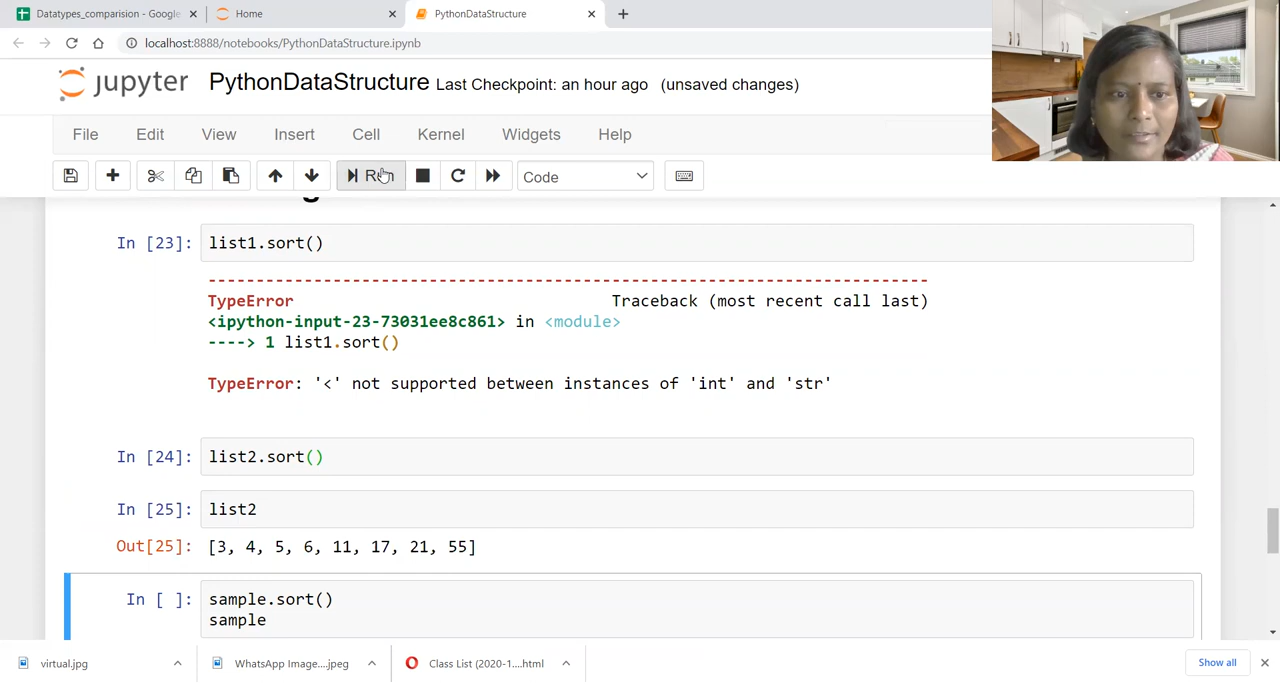 Datatypes_comparision - Google
Home
PythonDataStructure
localhost:8888/notebooks/PythonDataStructure.ipynb
jupyter PythonDataStructure Last Checkpoint: an hour ago (unsaved changes)
File Edit View Insert Cell Kernel Widgets Help
Run Code
In [23]: list1.sort()
TypeError Traceback (most recent call last)
<ipython-input-23-73031ee8c861> in <module>
----> 1 list1.sort()
TypeError: '<' not supported between instances of 'int' and 'str'
In [24]: list2.sort()
In [25]: list2
Out[25]: [3, 4, 5, 6, 11, 17, 21, 55]
In [ ]: sample.sort()
sample
virtual.jpg WhatsApp Image....jpeg Class List (2020-1....html Show all